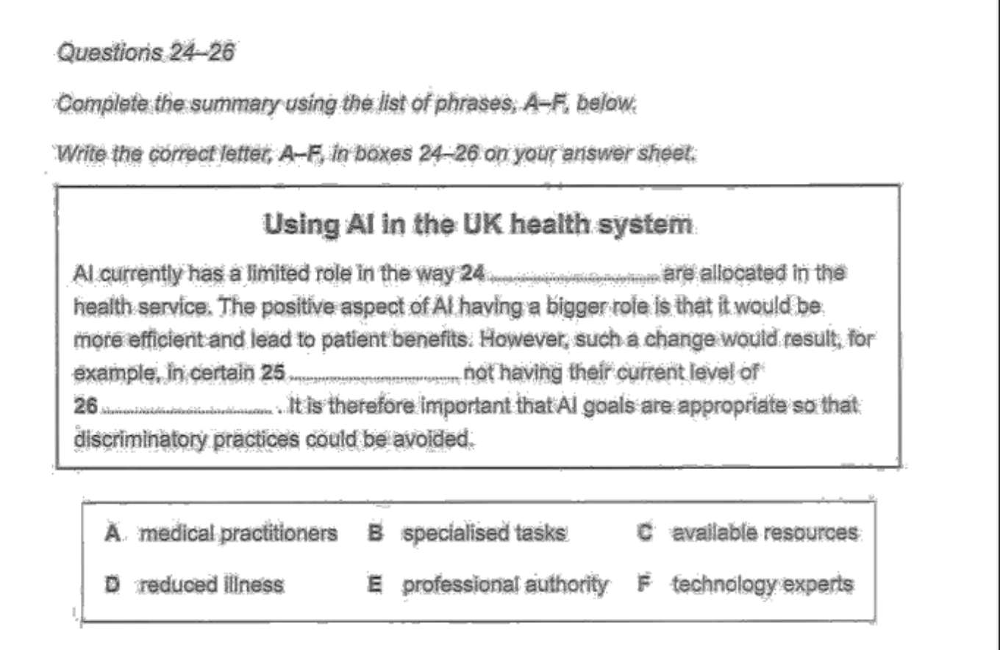 Questions 24–26
Complete the summary using the list of phrases, A–F, below.
Write the correct letter, A–F, in boxes 24–26 on your answer sheet.
Using AI in the UK health system
AI currently has a limited role in the way 24 ........................ are allocated in the
health service. The positive aspect of AI having a bigger role is that it would be
more efficient and lead to patient benefits. However, such a change would result, for
example, in certain 25 ........................ not having their current level of
26 ........................ . It is therefore important that AI goals are appropriate so that
discriminatory practices could be avoided.
A medical practitioners B specialised tasks C available resources
D reduced illness E professional authority F technology experts